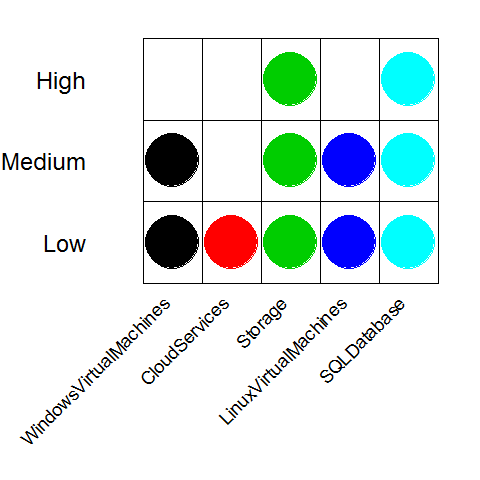 High
Medium
Low
WindowsVirtualMachines
CloudServices
Storage
LinuxVirtualMachines
SQLDatabase